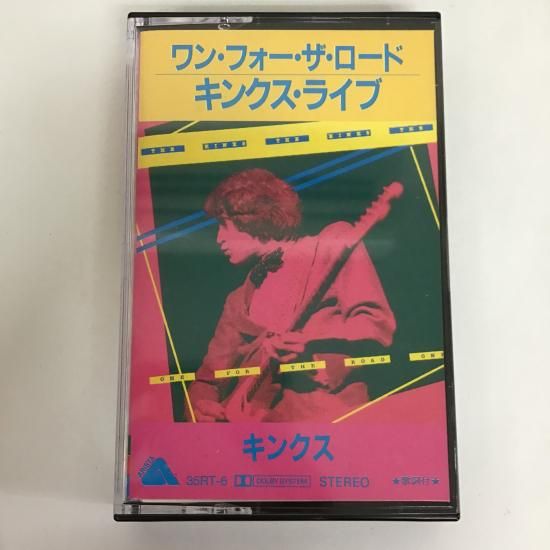 ワン・フォー・ザ・ロード
キンクス・ライブ
THE KINKS THE KINKS THE
ONE FOR THE ROAD ONE
キンクス
ARISTA
35RT-6 DOLBY SYSTEM STEREO ★歌詞付★